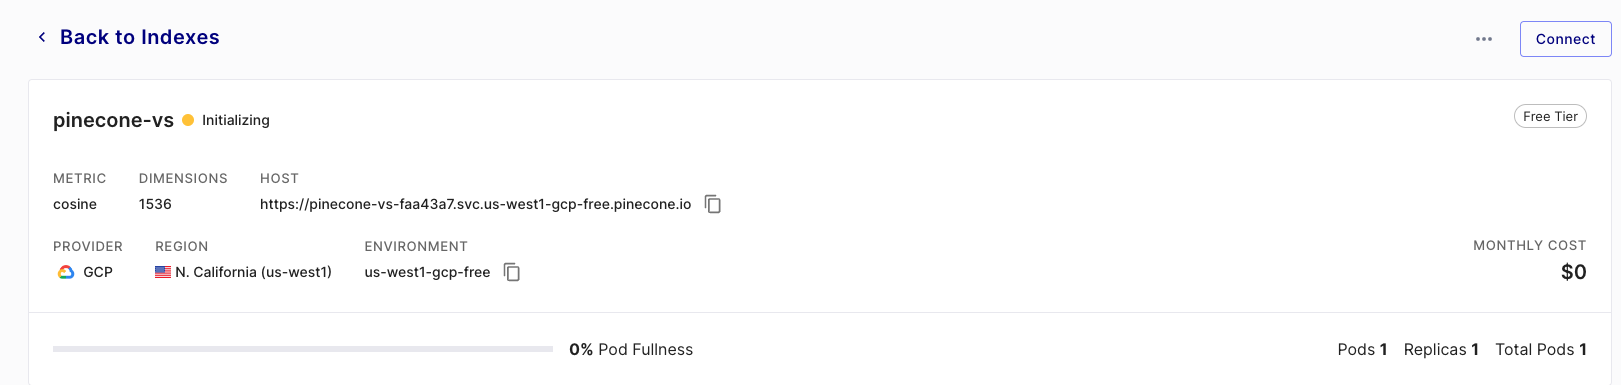 Back to Indexes
Connect
pinecone-vs Initializing
Free Tier
METRIC DIMENSIONS HOST
cosine 1536 https://pinecone-vs-faa43a7.svc.us-west1-gcp-free.pinecone.io
PROVIDER REGION ENVIRONMENT MONTHLY COST
GCP N. California (us-west1) us-west1-gcp-free $0
0% Pod Fullness Pods 1 Replicas 1 Total Pods 1